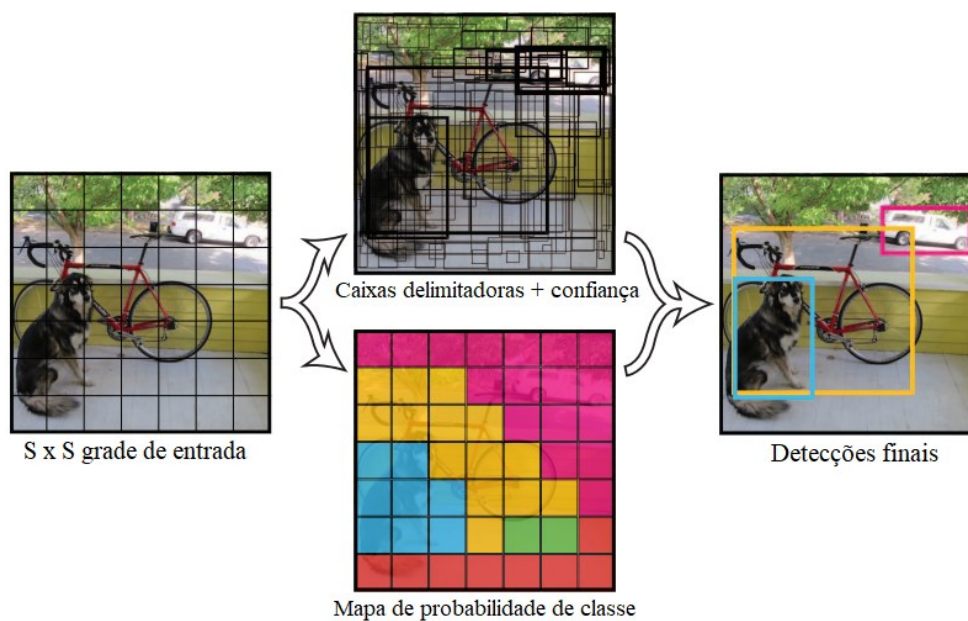 Caixas delimitadoras + confiança
S x S grade de entrada
Detecções finais
Mapa de probabilidade de classe